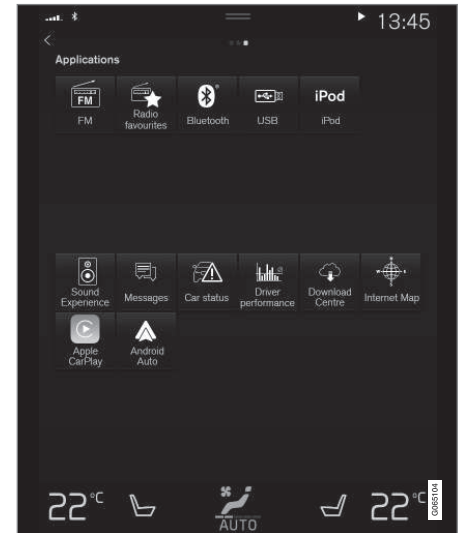 13:45
Applications
FM
FM
Radio
favourites
Bluetooth
USB
iPod
iPod
Sound
Experience
Messages
Car status
Driver
performance
Download
Centre
Internet Map
Apple
CarPlay
Android
Auto
22°C
AUTO
22°C
G065104